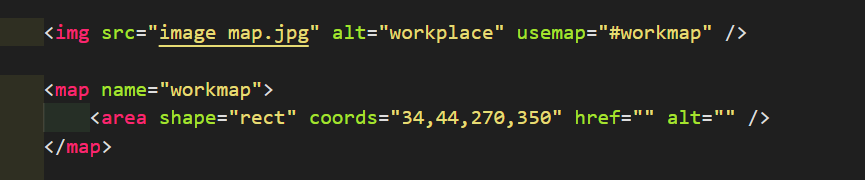 <img src="image map.jpg" alt="workplace" usemap="#workmap" />
<map name="workmap">
<area shape="rect" coords="34,44,270,350" href="" alt="" />
</map>